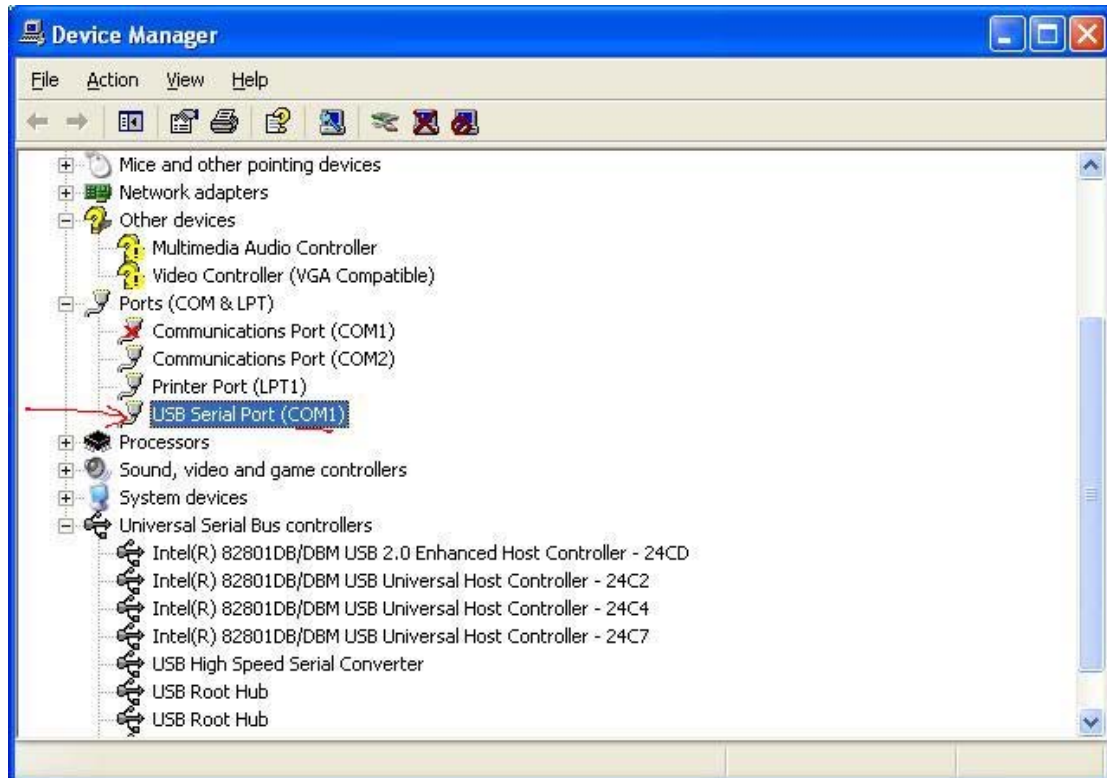 Device Manager
File Action View Help
Mice and other pointing devices
Network adapters
Other devices
Multimedia Audio Controller
Video Controller (VGA Compatible)
Ports (COM & LPT)
Communications Port (COM1)
Communications Port (COM2)
Printer Port (LPT1)
USB Serial Port (COM1)
Processors
Sound, video and game controllers
System devices
Universal Serial Bus controllers
Intel(R) 82801DB/DBM USB 2.0 Enhanced Host Controller - 24CD
Intel(R) 82801DB/DBM USB Universal Host Controller - 24C2
Intel(R) 82801DB/DBM USB Universal Host Controller - 24C4
Intel(R) 82801DB/DBM USB Universal Host Controller - 24C7
USB High Speed Serial Converter
USB Root Hub
USB Root Hub